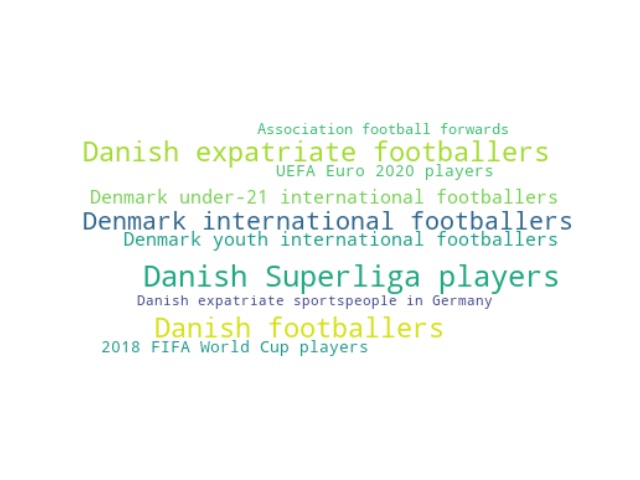 Association football forwards
Danish expatriate footballers
UEFA Euro 2020 players
Denmark under-21 international footballers
Denmark international footballers
Denmark youth international footballers
Danish Superliga players
Danish expatriate sportspeople in Germany
Danish footballers
2018 FIFA World Cup players